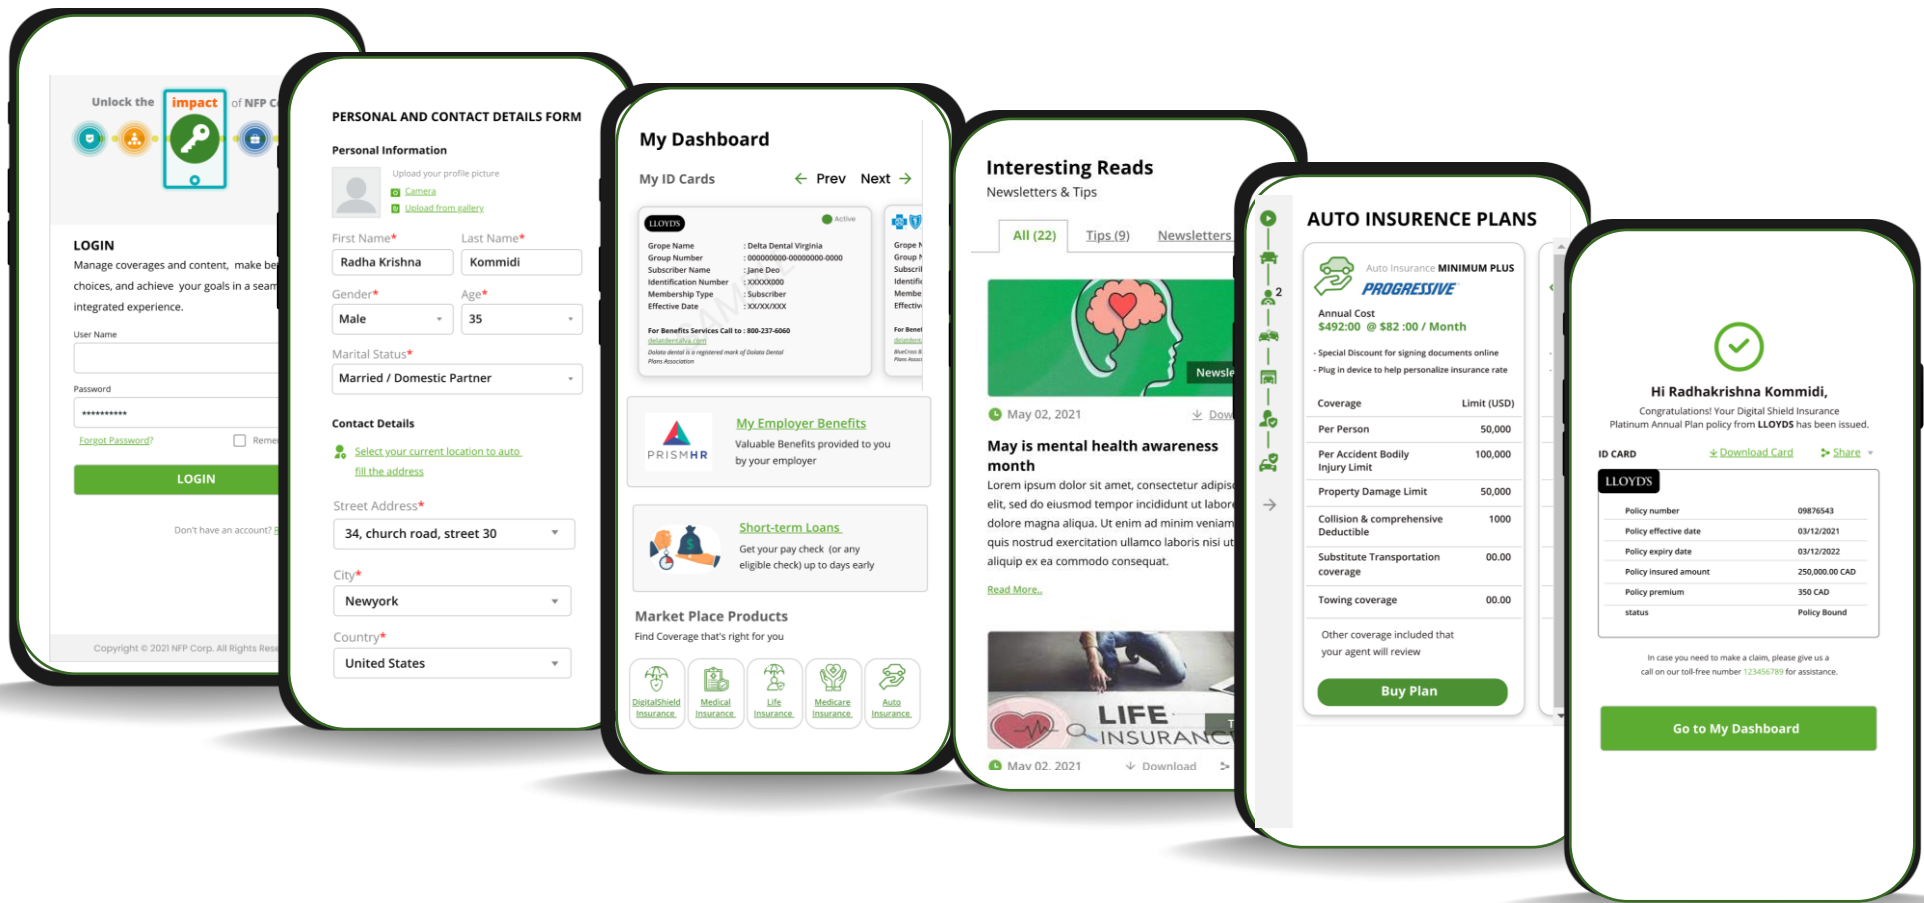 Unlock the impact of NFP
LOGIN
Manage coverages and content, make
choices, and achieve your goals in a
integrated experience.
User Name
Password
**********
Forgot Password?
LOGIN
Don't have an account?
Copyright © 2021 NFP Corp. All Rights
PERSONAL AND CONTACT DETAILS FORM
Personal Information
Upload your profile picture
Camera
Upload from gallery
First Name* Last Name*
Radha Krishna Kommidi
Gender* Age*
Male 35
Marital Status*
Married / Domestic Partner
Contact Details
Select your current location to auto
fill the address
Street Address*
34, church road, street 30
City*
Newyork
Country*
United States
My Dashboard
My ID Cards ← Prev Next →
LLOYD'S Active
Grope Name : Delta Dental Virginia
Group Number : 000000000-00000000-0000
Subscriber Name : Jane Deo
Identification Number : XXXXX000
Membership Type : Subscriber
Effective Date : XX/XX/XXX
For Benefits Services Call to : 800-237-6060
delatdentalva.com
Dolata dental is a registered mark of Dolata Dental
Plans Association
SAMPLE
PRISMHR
My Employer Benefits
Valuable Benefits provided to you
by your employer
Short-term Loans
Get your pay check (or any
eligible check) up to days early
Market Place Products
Find Coverage that's right for you
DigitalShield Insurance
Medical Insurance
Life Insurance
Medicare Insurance
Auto Insurance
Interesting Reads
Newsletters & Tips
All (22) Tips (9) Newsletters
May 02, 2021
May is mental health awareness
month
Lorem ipsum dolor sit amet, consectetur
elit, sed do eiusmod tempor incididunt ut
dolore magna aliqua. Ut enim ad minim veniam
quis nostrud exercitation ullamco laboris nisi ut
aliquip ex ea commodo consequat.
Read More..
LIFE
INSURANCE
May 02, 2021 Download
AUTO INSURENCE PLANS
2
Auto Insurance MINIMUM PLUS
PROGRESSIVE
Annual Cost
$492:00 @ $82 :00 / Month
- Special Discount for signing documents online
- Plug in device to help personalize insurance rate
Coverage Limit (USD)
Per Person 50,000
Per Accident Bodily
Injury Limit 100,000
Property Damage Limit 50,000
Collision & comprehensive
Deductible 1000
Substitute Transportation
coverage 00.00
Towing coverage 00.00
Other coverage included that
your agent will review
Buy Plan
Hi Radhakrishna Kommidi,
Congratulations! Your Digital Shield Insurance
Platinum Annual Plan policy from LLOYDS has been issued.
ID CARD Download Card Share
LLOYD'S
Policy number 09876543
Policy effective date 03/12/2021
Policy expiry date 03/12/2022
Policy insured amount 250,000.00 CAD
Policy premium 350 CAD
status Policy Bound
In case you need to make a claim, please give us a
call on our toll-free number 123456789 for assistance.
Go to My Dashboard